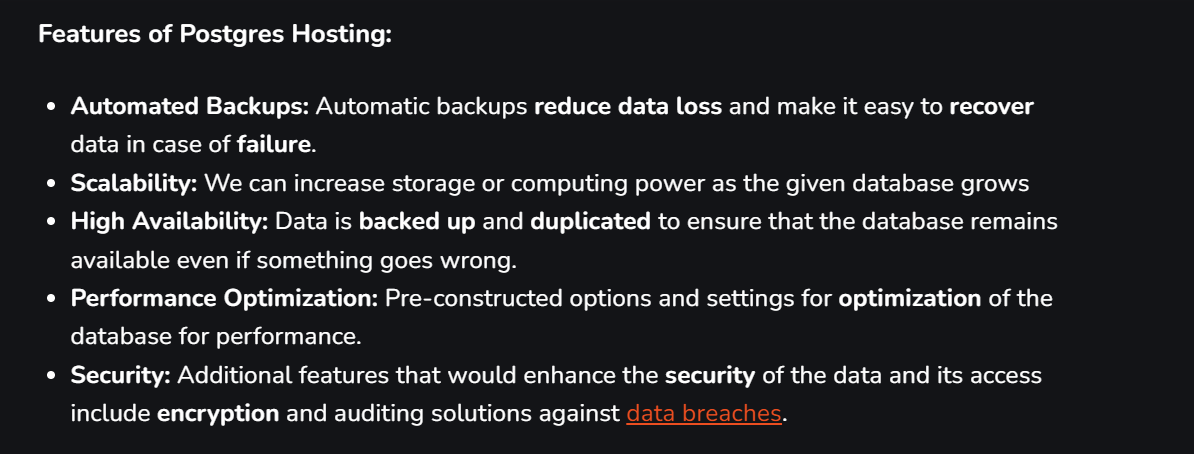 Features of Postgres Hosting:
• Automated Backups: Automatic backups reduce data loss and make it easy to recover
data in case of failure.
• Scalability: We can increase storage or computing power as the given database grows
• High Availability: Data is backed up and duplicated to ensure that the database remains
available even if something goes wrong.
• Performance Optimization: Pre-constructed options and settings for optimization of the
database for performance.
• Security: Additional features that would enhance the security of the data and its access
include encryption and auditing solutions against data breaches.